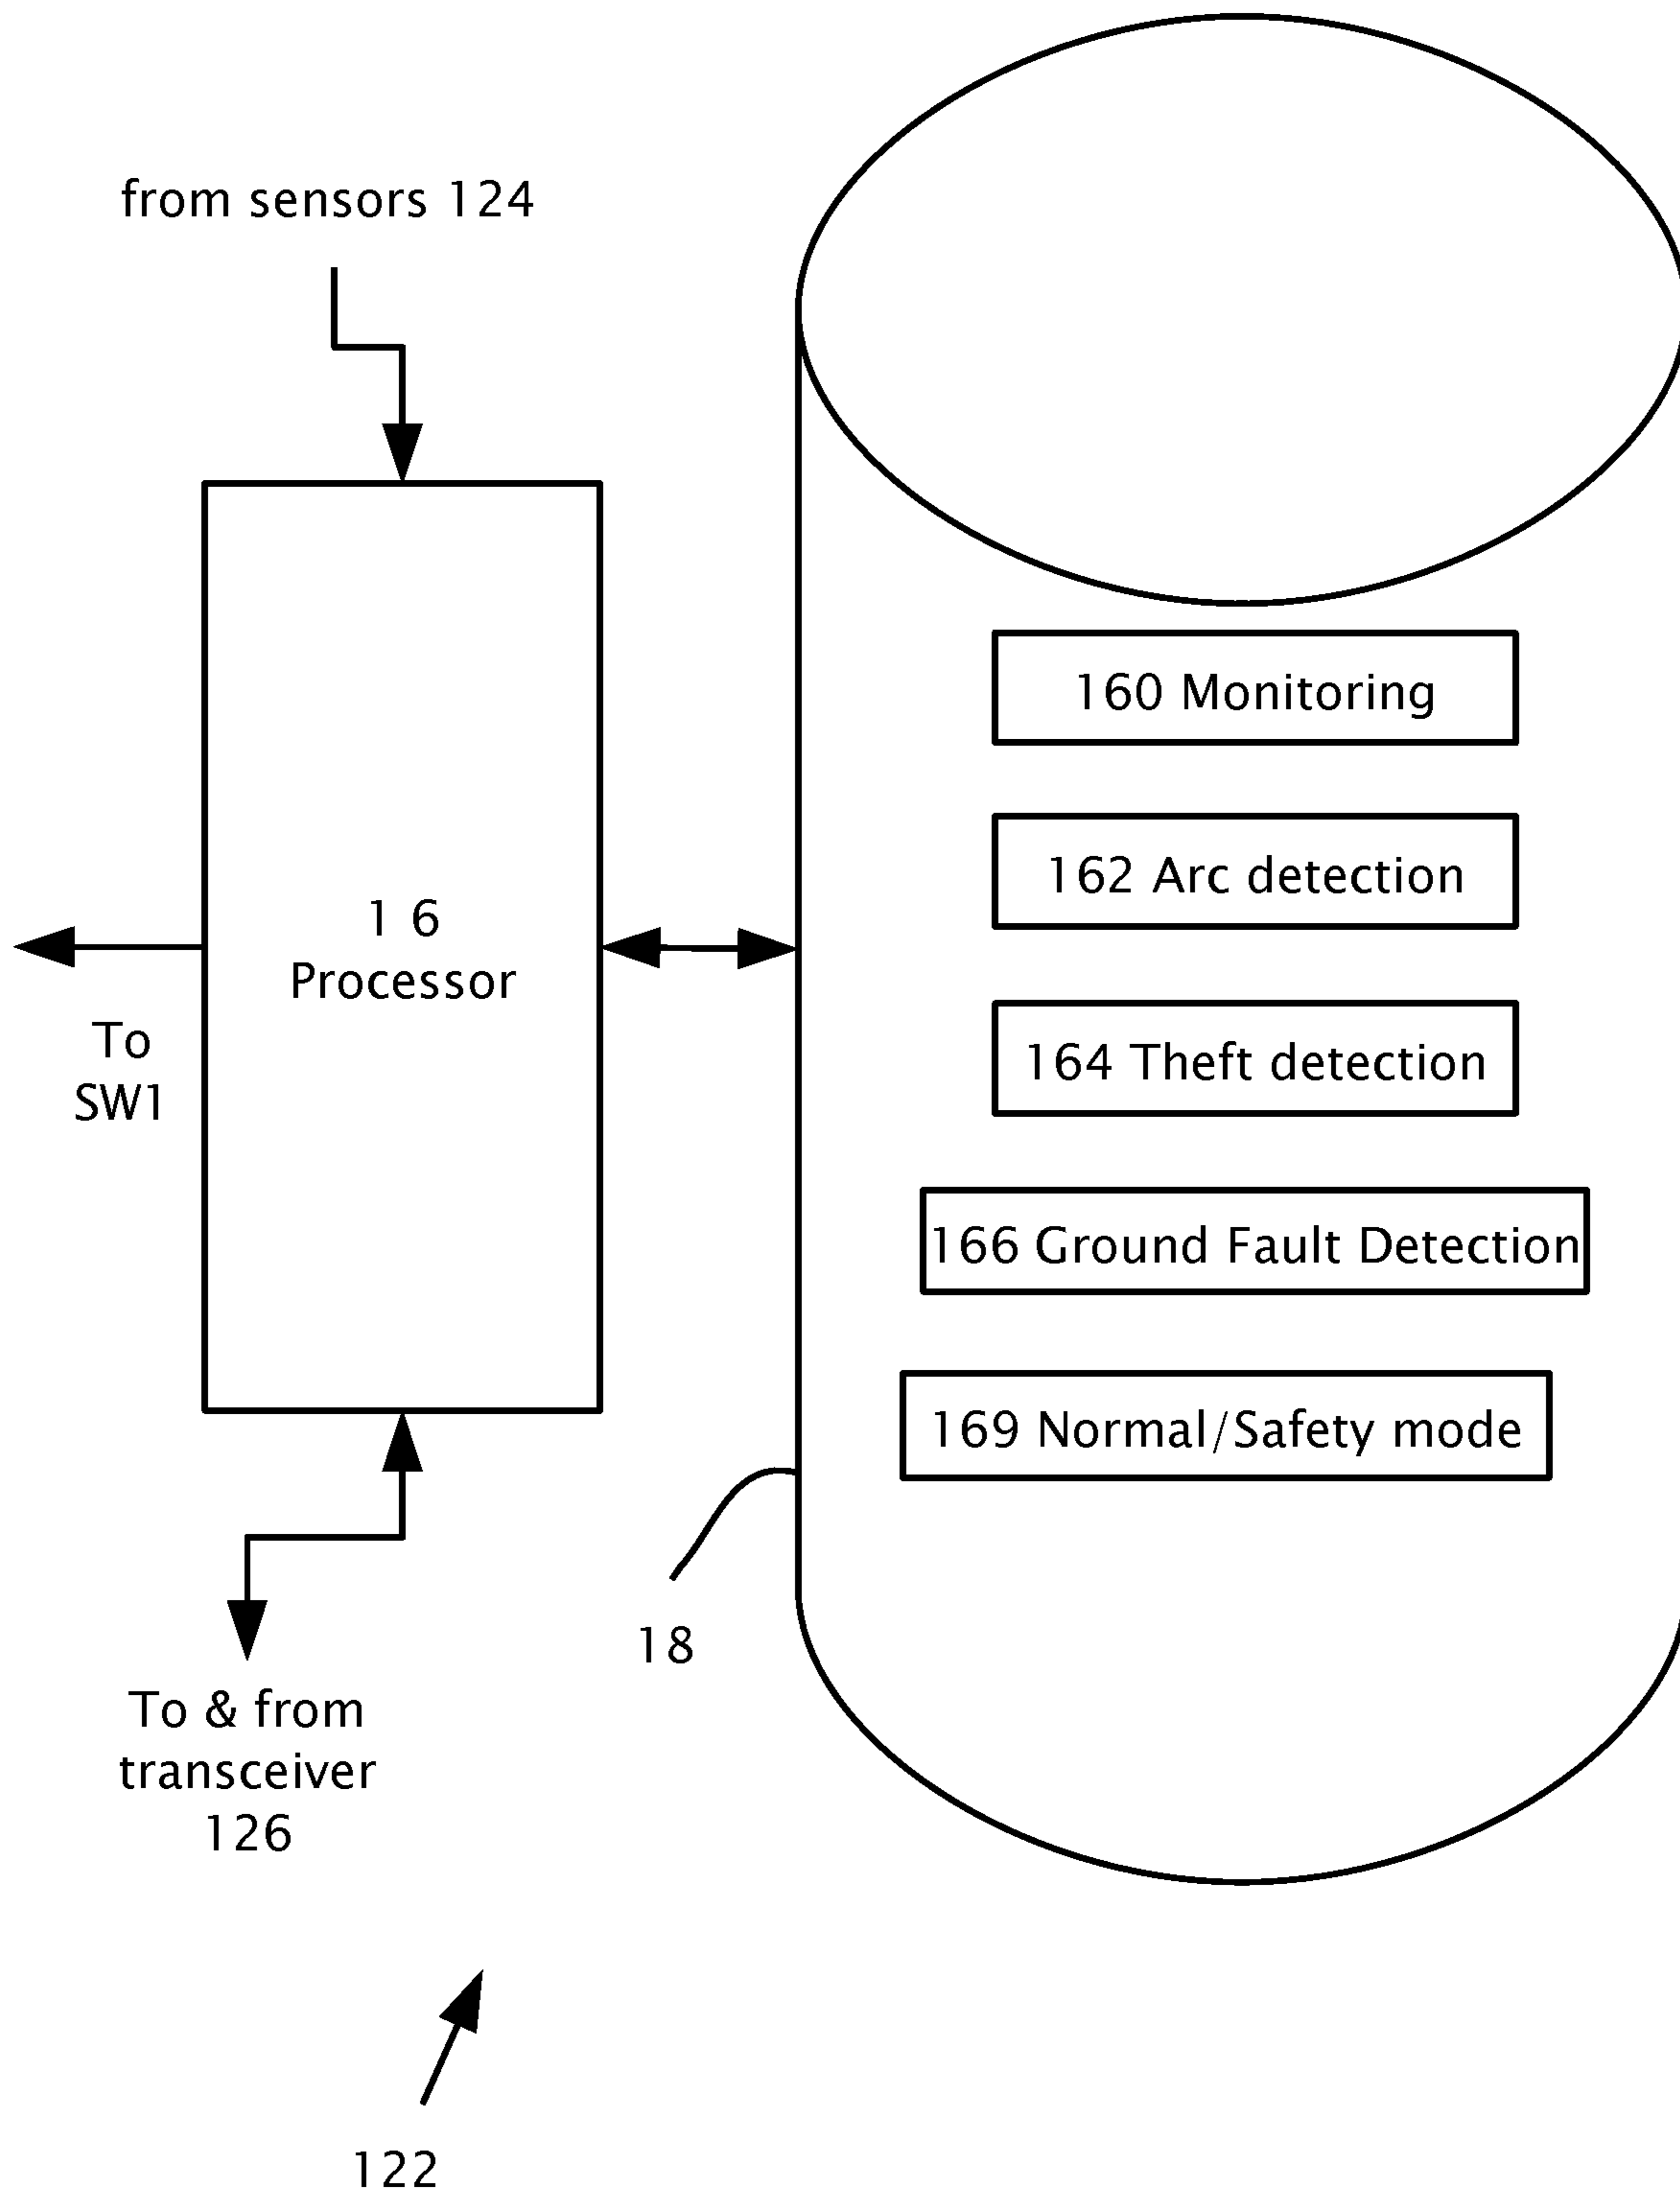 from sensors 124
1 6
Processor
To
SW1
To & from
transceiver
126
160 Monitoring
162 Arc detection
164 Theft detection
166 Ground Fault Detection
169 Normal/Safety mode
18
122